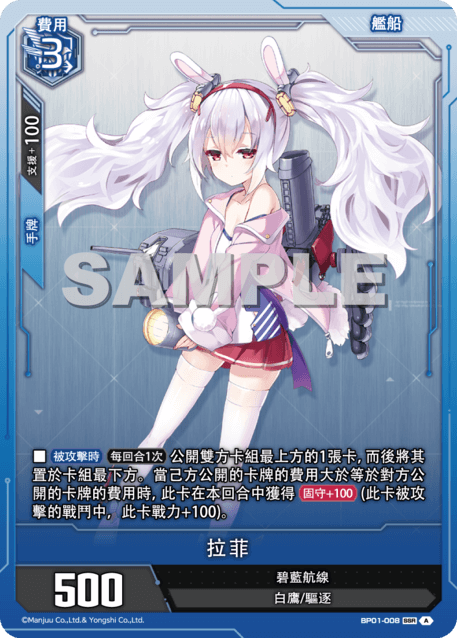 費用
艦船
3
支援+100
手牌
SAMPLE
■ 被攻擊時 每回合1次 公開雙方卡組最上方的1張卡, 而後將其
置於卡組最下方。當己方公開的卡牌的費用大於等於對方公
開的卡牌的費用時, 此卡在本回合中獲得 固守+100 (此卡被攻
擊的戰鬥中, 此卡戰力+100)。
拉菲
500
碧藍航線
白鷹/驅逐
©Manjuu Co.,Ltd.& Yongshi Co.,Ltd.
BP01-008 SSR A